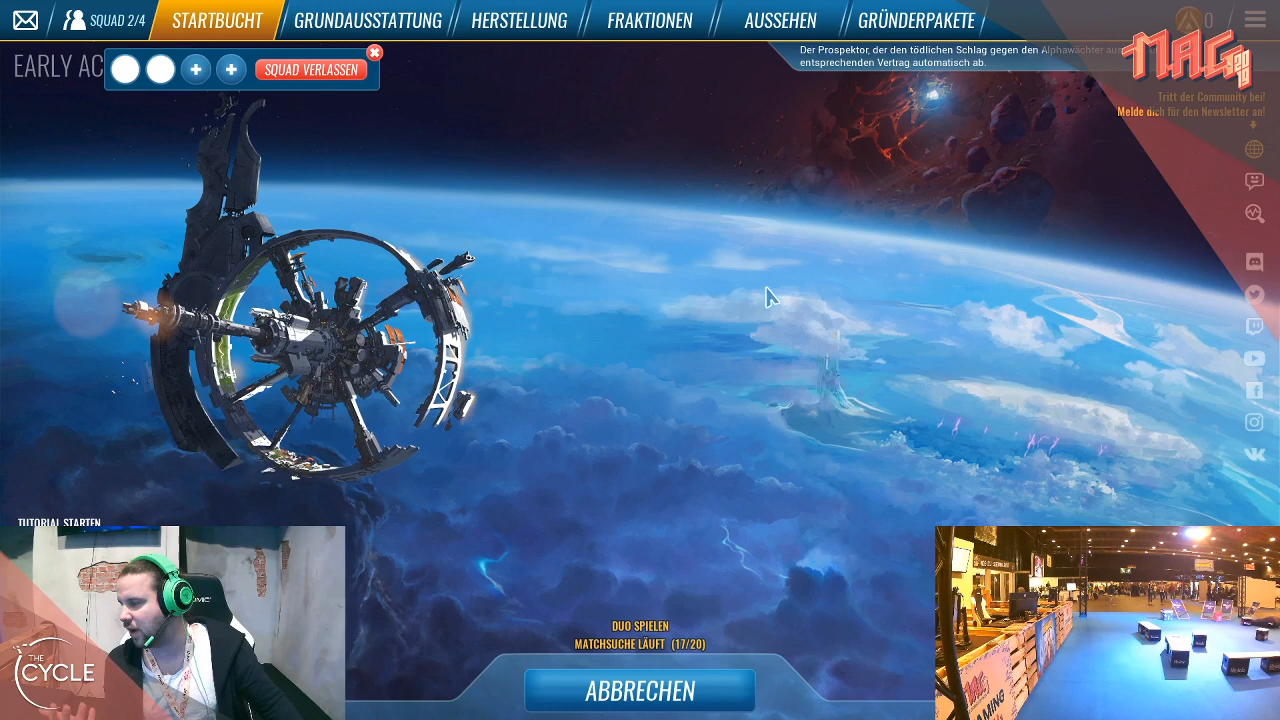 SQUAD 2/4
STARTBUCHT
GRUNDAUSSTATTUNG
HERSTELLUNG
FRAKTIONEN
AUSSEHEN
GRÜNDERPAKETE
0
EARLY AC
SQUAD VERLASSEN
Der Prospektor, der den tödlichen Schlag gegen den Alphawächter
entsprechenden Vertrag automatisch ab.
MAG
Tritt der Community bei!
Melde dich für den Newsletter an!
TUTORIAL STARTEN
THE
CYCLE
DUO SPIELEN
MATCHSUCHE LÄUFT (17/20)
ABBRECHEN
MAG